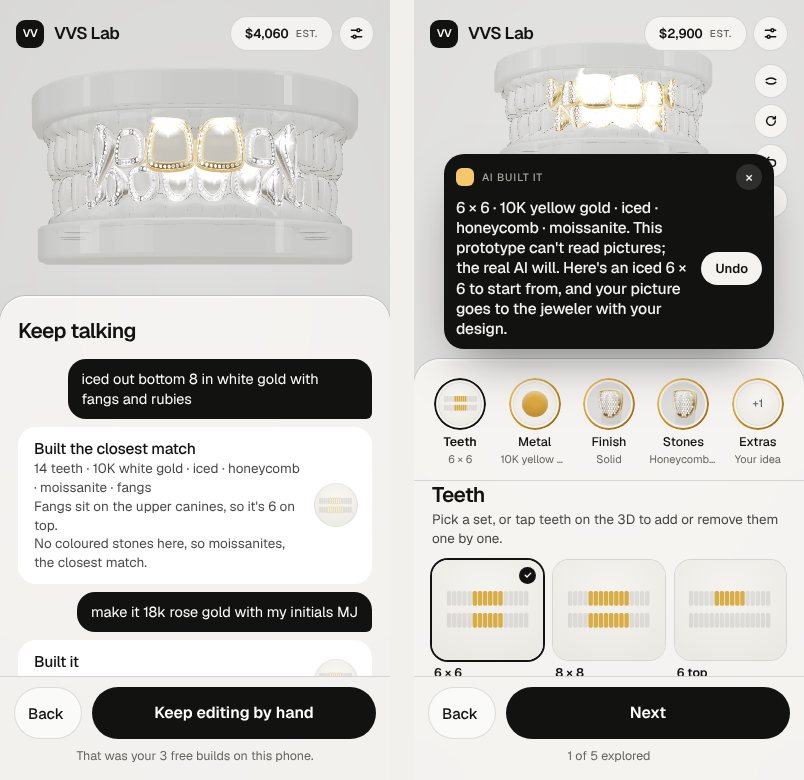 VV
VVS Lab
$4,060 EST.
Keep talking
iced out bottom 8 in white gold with
fangs and rubies
Built the closest match
14 teeth · 10K white gold · iced · honeycomb
· moissanite · fangs
Fangs sit on the upper canines, so it's 6 on
top.
No coloured stones here, so moissanites,
the closest match.
make it 18k rose gold with my initials MJ
Built it
Back
Keep editing by hand
That was your 3 free builds on this phone.
VV
VVS Lab
$2,900 EST.
AI BUILT IT
6 × 6 · 10K yellow gold · iced ·
honeycomb · moissanite. This
prototype can't read pictures;
the real AI will. Here's an iced 6 ×
6 to start from, and your picture
goes to the jeweler with your
design.
Undo
+1
Teeth Metal Finish Stones Extras
6 × 6 10K yellow ... Solid Honeycomb... Your idea
Teeth
Pick a set, or tap teeth on the 3D to add or remove them
one by one.
6 × 6 8 × 8 6 top
Back
Next
1 of 5 explored